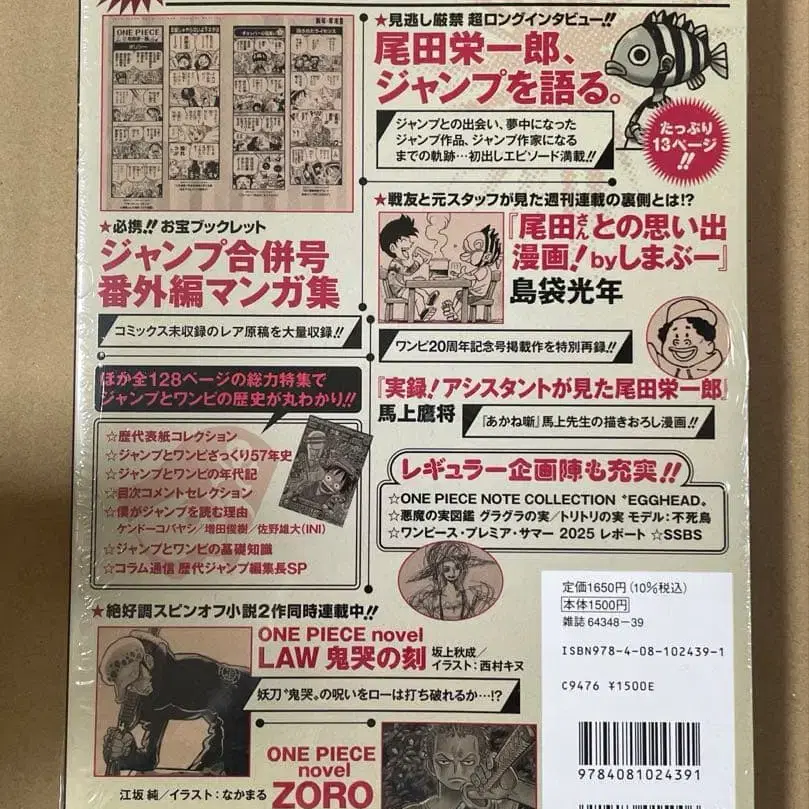 ONE PIECE
★見逃し厳禁 超ロングインタビュー!!
尾田栄一郎、
ジャンプを語る。
ジャンプとの出会い、夢中になった
ジャンプ作品、ジャンプ作家になる
までの軌跡…初出しエピソード満載!!
たっぷり
13ページ
!!
★必携!! お宝ブックレット
ジャンプ合併号
番外編マンガ集
コミックス未収録のレア原稿を大量収録!!
★戦友と元スタッフが見た週刊連載の裏側とは!?
『尾田さんとの思い出
漫画!byしまぶー』
島袋光年
ワンピ20周年記念号掲載作を特別再録!!
『実録!アシスタントが見た尾田栄一郎』
馬上鷹将
『あかね噺』馬上先生の描きおろし漫画!!
ほか全128ページの総力特集で
ジャンプとワンピの歴史が丸わかり!!
☆歴代表紙コレクション
☆ジャンプとワンピざっくり57年史
☆ジャンプとワンピの年代記
☆目次コメントセレクション
☆僕がジャンプを読む理由
ケンドーコバヤシ/増田俊樹/佐野雄大(INI)
☆ジャンプとワンピの基礎知識
☆コラム通信 歴代ジャンプ編集長SP
レギュラー企画陣も充実!!
☆ONE PIECE NOTE COLLECTION "EGGHEAD"
☆悪魔の実図鑑 グラグラの実/トリトリの実 モデル:不死鳥
☆ワンピース・プレミア・サマー 2025 レポート ☆SSBS
★絶好調スピンオフ小説2作同時連載中!!
ONE PIECE novel
LAW 鬼哭の刻
坂上秋成/
イラスト:西村キヌ
妖刀"鬼哭"の呪いをローは打ち破れるか…!?
ONE PIECE
novel
ZORO
江坂 純/イラスト:なかまる
定価1650円(10%税込)
本体1500円
雑誌 64348-39
ISBN978-4-08-102439-1
C9476 ¥1500E
9784081024391